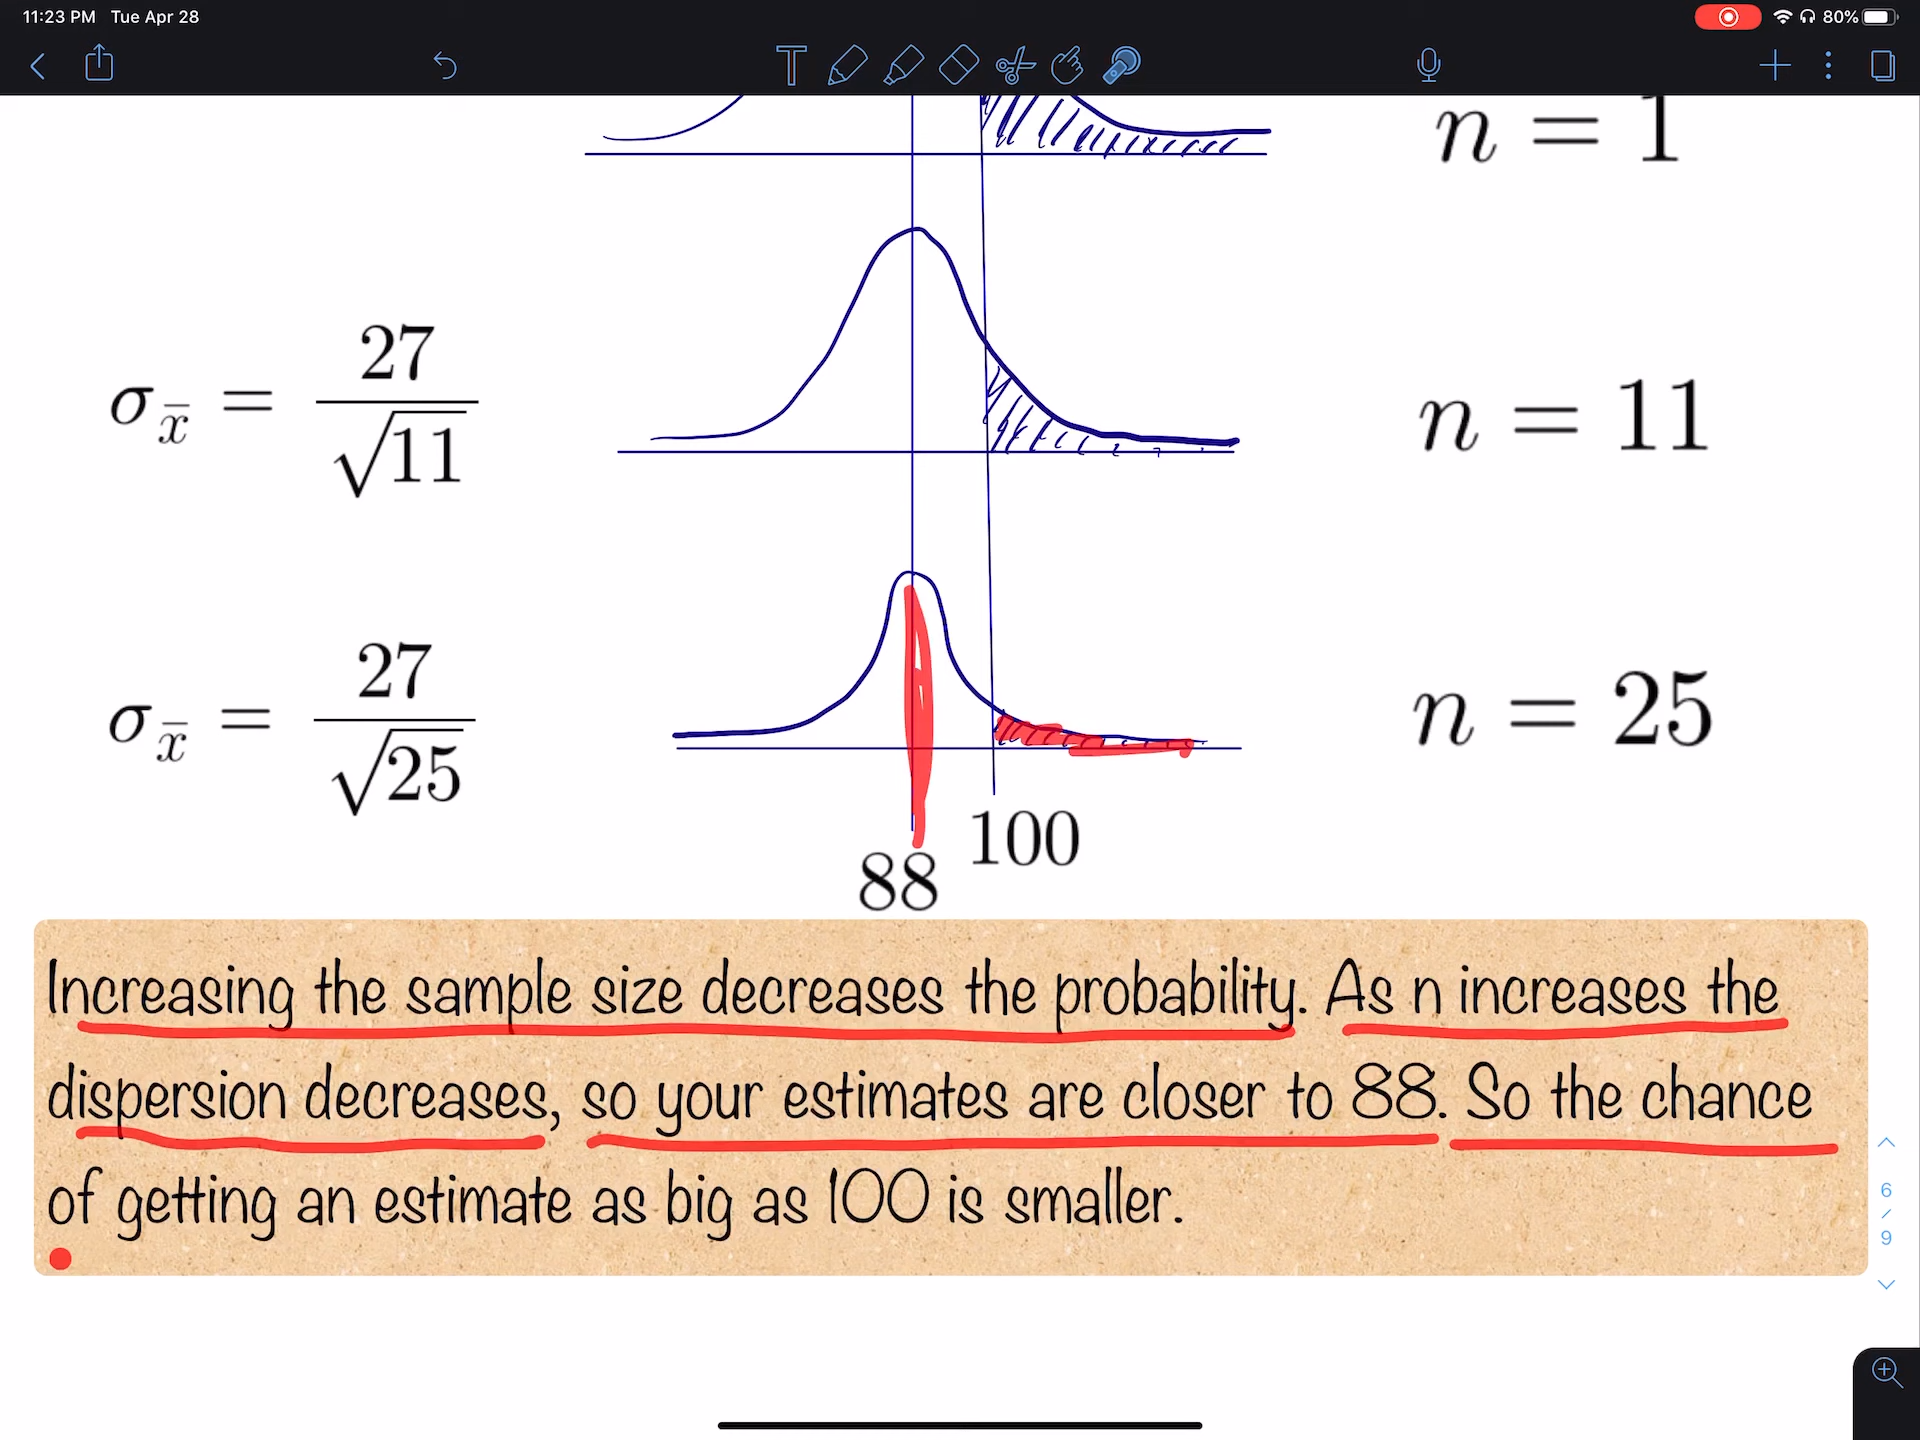 11:23 PM Tue Apr 28
80%
T
n = 1
σ_x̄ = 27/√11
n = 11
σ_x̄ = 27/√25
n = 25
100
88
Increasing the sample size decreases the probability. As n increases the
dispersion decreases, so your estimates are closer to 88. So the chance
of getting an estimate as big as 100 is smaller.
6
/
9